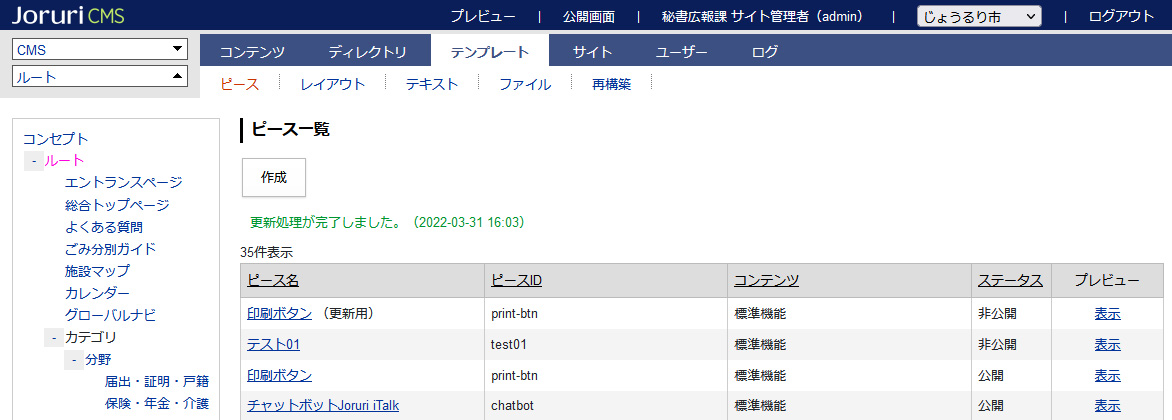 Joruri CMS プレビュー | 公開画面 | 秘書広報課 サイト管理者（admin） | じょうるり市 | ログアウト
CMS
ルート
コンテンツ ディレクトリ テンプレート サイト ユーザー ログ
ピース レイアウト テキスト ファイル 再構築
コンセプト
- ルート
エントランスページ
総合トップページ
よくある質問
ごみ分別ガイド
施設マップ
カレンダー
グローバルナビ
- カテゴリ
- 分野
届出・証明・戸籍
保険・年金・介護
ピース一覧
作成
更新処理が完了しました。（2022-03-31 16:03）
35件表示
ピース名 ピースID コンテンツ ステータス プレビュー
印刷ボタン （更新用） print-btn 標準機能 非公開 表示
テスト01 test01 標準機能 非公開 表示
印刷ボタン print-btn 標準機能 公開 表示
チャットボットJoruri iTalk chatbot 標準機能 公開 表示